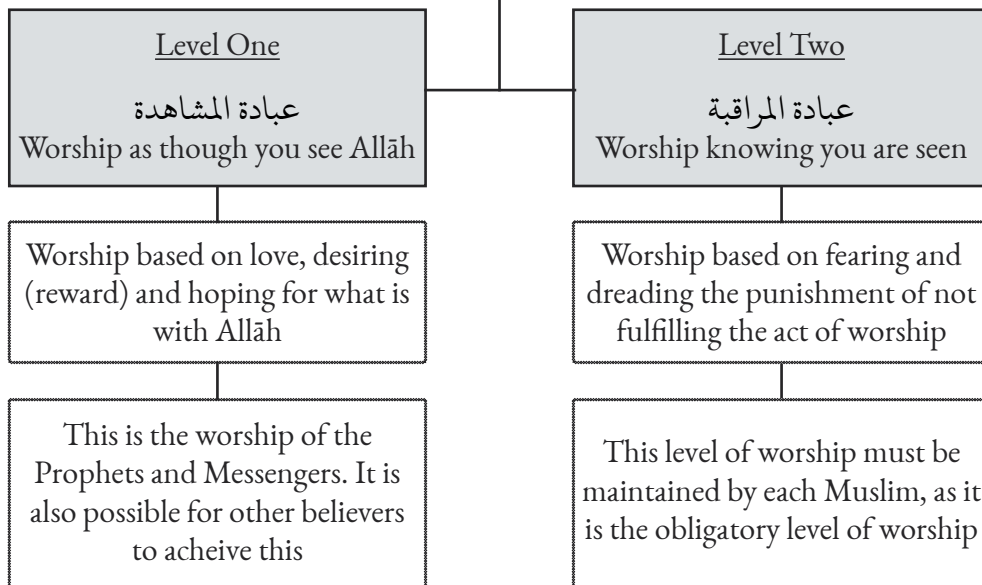 Level One
عبادة المشاهدة
Worship as though you see Allāh
Worship based on love, desiring
(reward) and hoping for what is
with Allāh
This is the worship of the
Prophets and Messengers. It is
also possible for other believers
to acheive this
Level Two
عبادة المراقبة
Worship knowing you are seen
Worship based on fearing and
dreading the punishment of not
fulfilling the act of worship
This level of worship must be
maintained by each Muslim, as it
is the obligatory level of worship